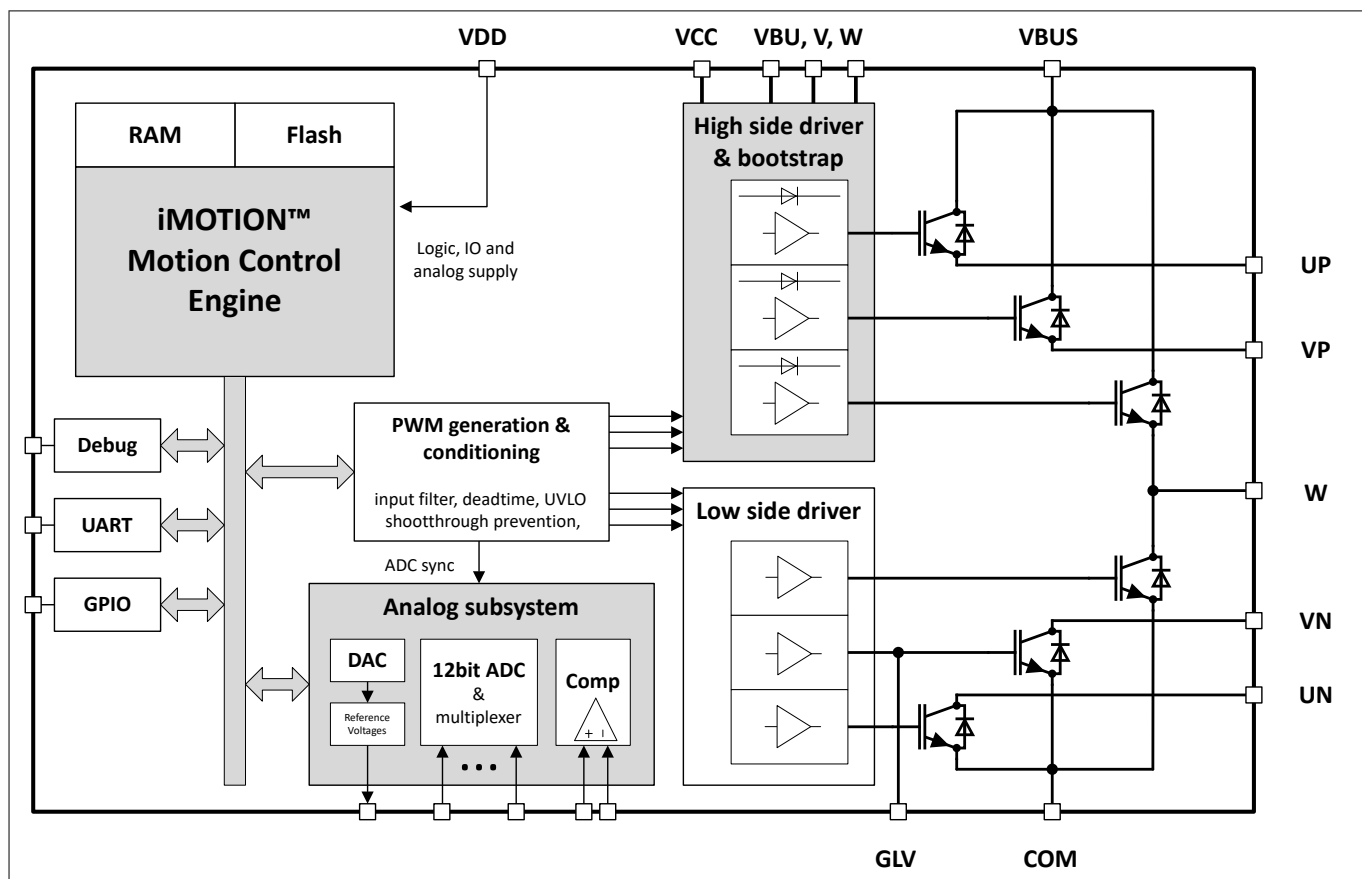 VDD
VCC
VBU, V, W
VBUS
RAM
Flash
iMOTION™
Motion Control
Engine
Logic, IO and
analog supply
High side driver
& bootstrap
UP
VP
W
VN
UN
Debug
UART
GPIO
PWM generation &
conditioning
input filter, deadtime, UVLO
shootthrough prevention,
ADC sync
Low side driver
Analog subsystem
DAC
Reference
Voltages
12bit ADC
&
multiplexer
Comp
+ –
GLV
COM